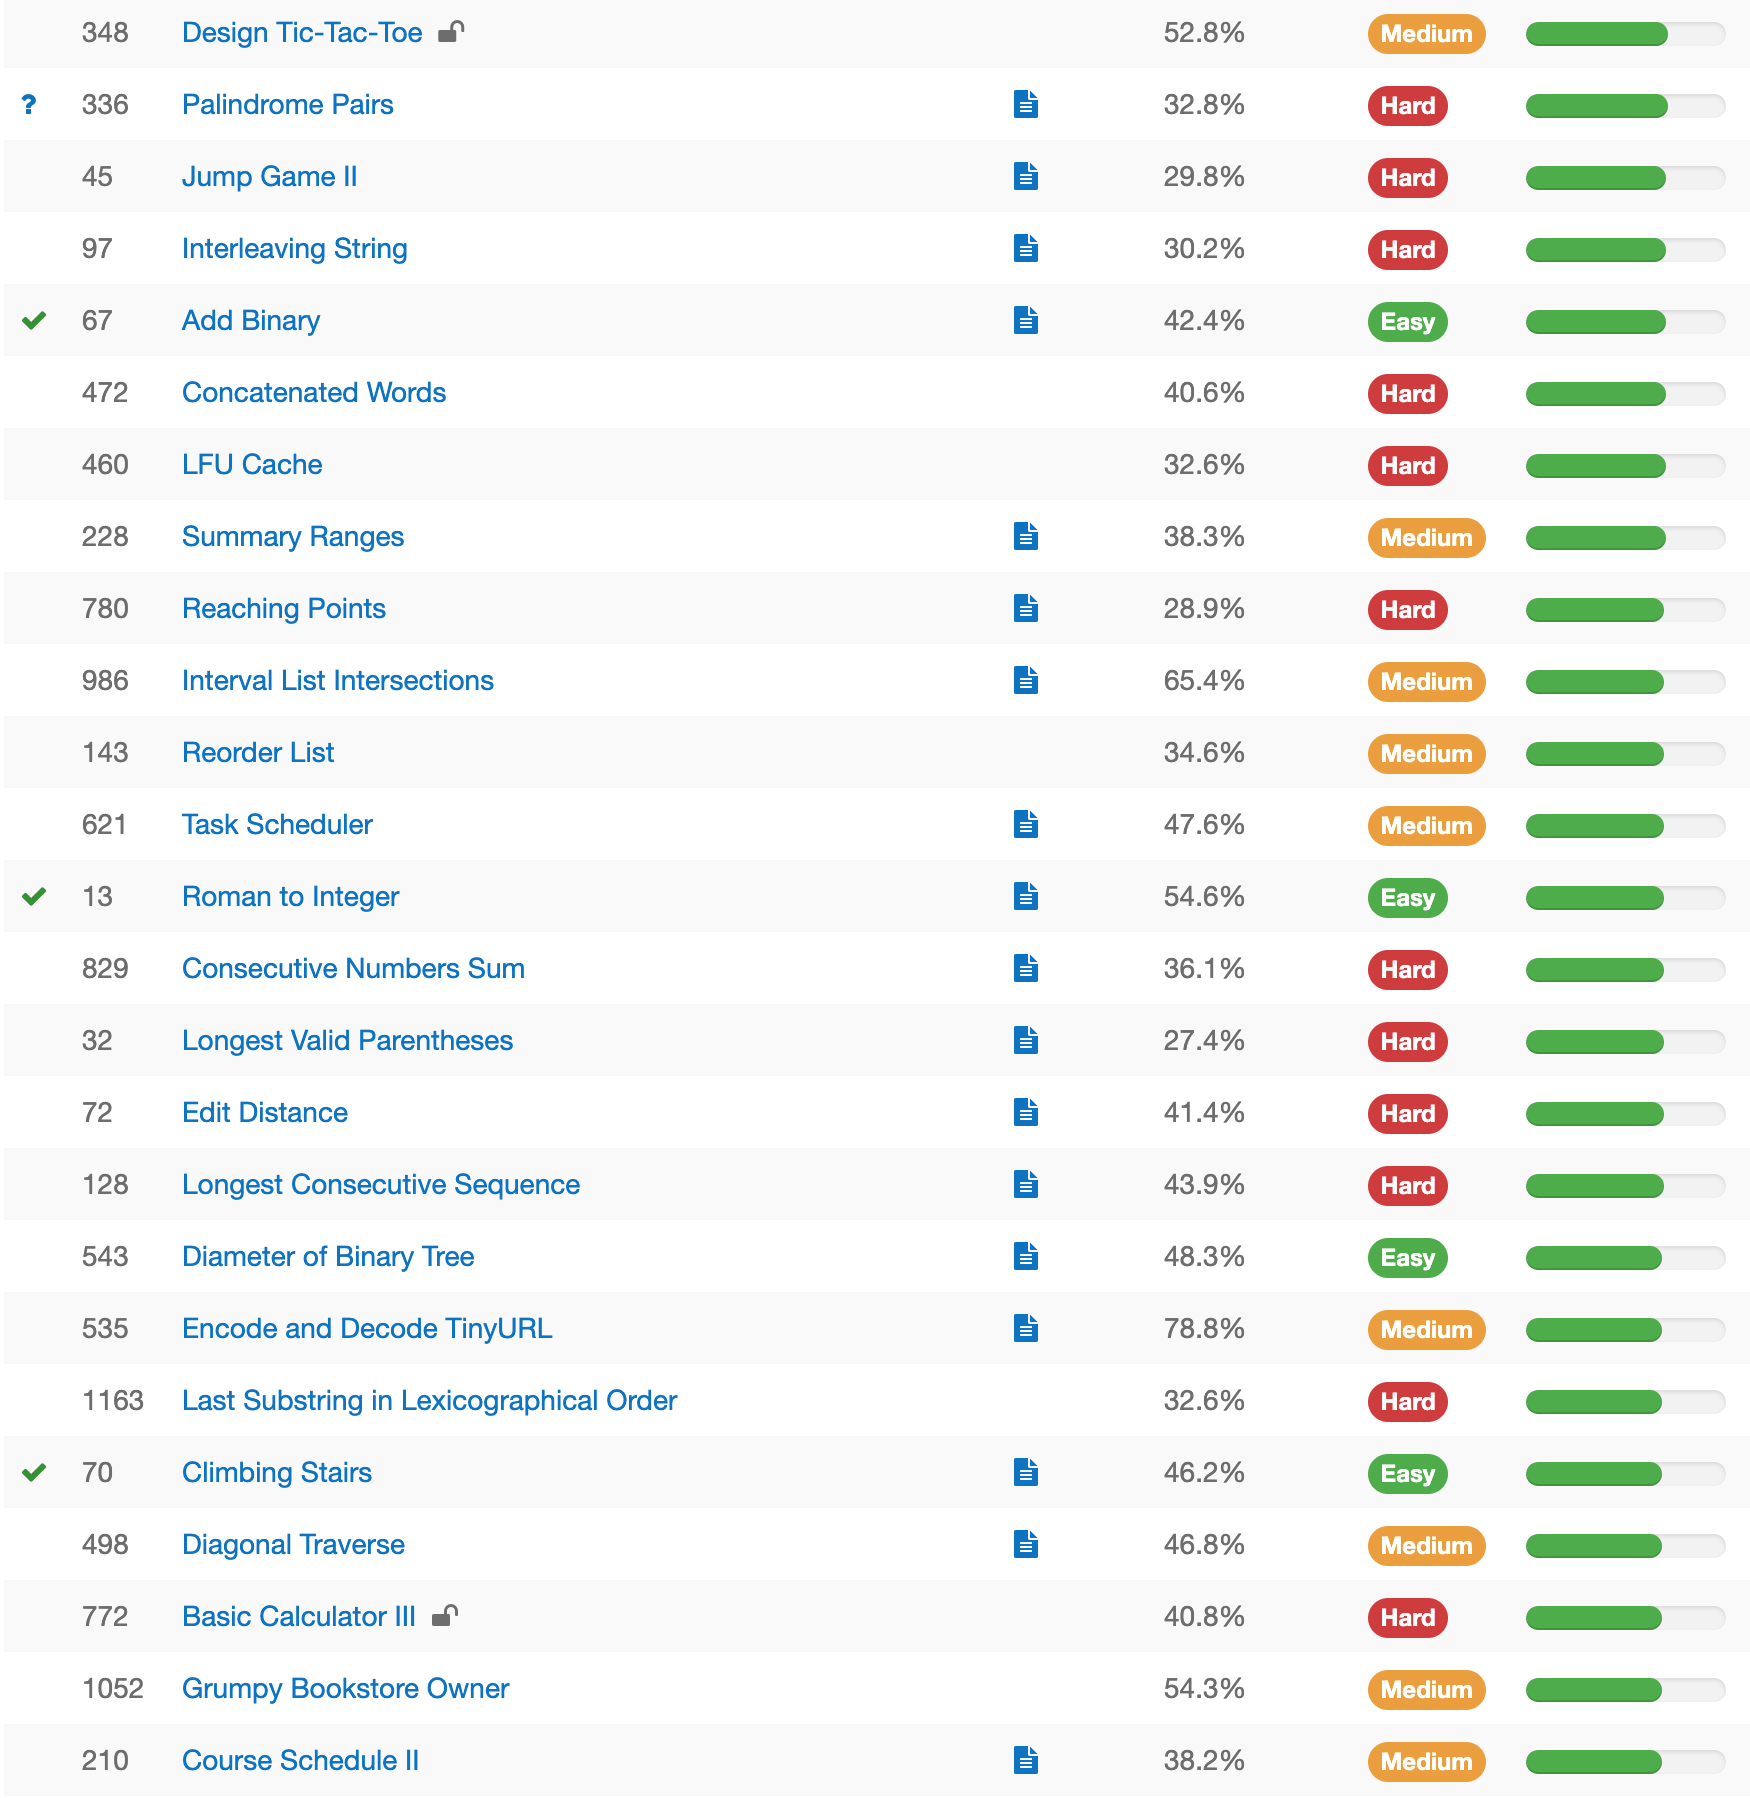 348 Design Tic-Tac-Toe 52.8% Medium
? 336 Palindrome Pairs 32.8% Hard
45 Jump Game II 29.8% Hard
97 Interleaving String 30.2% Hard
67 Add Binary 42.4% Easy
472 Concatenated Words 40.6% Hard
460 LFU Cache 32.6% Hard
228 Summary Ranges 38.3% Medium
780 Reaching Points 28.9% Hard
986 Interval List Intersections 65.4% Medium
143 Reorder List 34.6% Medium
621 Task Scheduler 47.6% Medium
13 Roman to Integer 54.6% Easy
829 Consecutive Numbers Sum 36.1% Hard
32 Longest Valid Parentheses 27.4% Hard
72 Edit Distance 41.4% Hard
128 Longest Consecutive Sequence 43.9% Hard
543 Diameter of Binary Tree 48.3% Easy
535 Encode and Decode TinyURL 78.8% Medium
1163 Last Substring in Lexicographical Order 32.6% Hard
70 Climbing Stairs 46.2% Easy
498 Diagonal Traverse 46.8% Medium
772 Basic Calculator III 40.8% Hard
1052 Grumpy Bookstore Owner 54.3% Medium
210 Course Schedule II 38.2% Medium